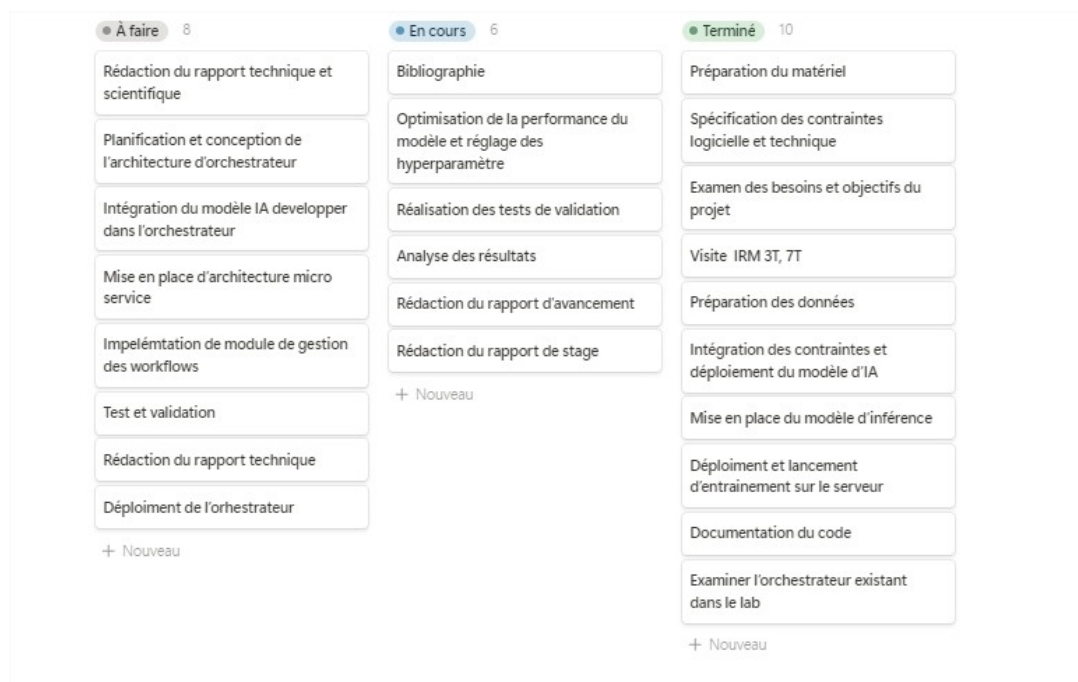 À faire 8
Rédaction du rapport technique et
scientifique
Planification et conception de
l'architecture d'orchestrateur
Intégration du modèle IA developper
dans l'orchestrateur
Mise en place d'architecture micro
service
Impelémtation de module de gestion
des workflows
Test et validation
Rédaction du rapport technique
Déploiment de l'orhestrateur
+ Nouveau
En cours 6
Bibliographie
Optimisation de la performance du
modèle et réglage des
hyperparamètre
Réalisation des tests de validation
Analyse des résultats
Rédaction du rapport d'avancement
Rédaction du rapport de stage
+ Nouveau
Terminé 10
Préparation du matériel
Spécification des contraintes
logicielle et technique
Examen des besoins et objectifs du
projet
Visite IRM 3T, 7T
Préparation des données
Intégration des contraintes et
déploiement du modèle d'IA
Mise en place du modèle d'inférence
Déploiment et lancement
d'entrainement sur le serveur
Documentation du code
Examiner l'orchestrateur existant
dans le lab
+ Nouveau